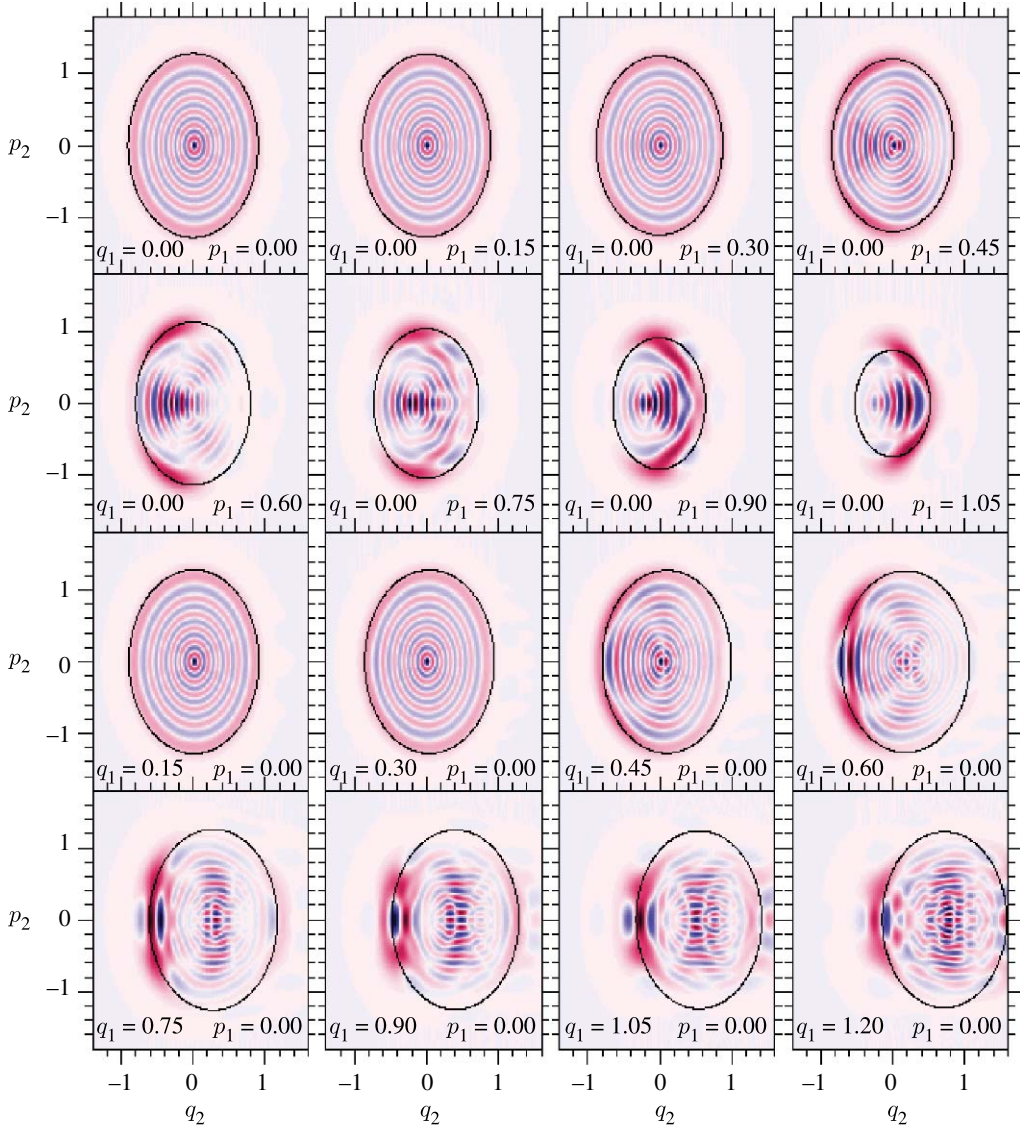 1
p2 0
−1
q1 = 0.00 p1 = 0.00 q1 = 0.00 p1 = 0.15 q1 = 0.00 p1 = 0.30 q1 = 0.00 p1 = 0.45
1
p2 0
−1
q1 = 0.00 p1 = 0.60 q1 = 0.00 p1 = 0.75 q1 = 0.00 p1 = 0.90 q1 = 0.00 p1 = 1.05
1
p2 0
−1
q1 = 0.15 p1 = 0.00 q1 = 0.30 p1 = 0.00 q1 = 0.45 p1 = 0.00 q1 = 0.60 p1 = 0.00
1
p2 0
−1
q1 = 0.75 p1 = 0.00 q1 = 0.90 p1 = 0.00 q1 = 1.05 p1 = 0.00 q1 = 1.20 p1 = 0.00
−1 0 1 −1 0 1 −1 0 1 −1 0 1
q2 q2 q2 q2